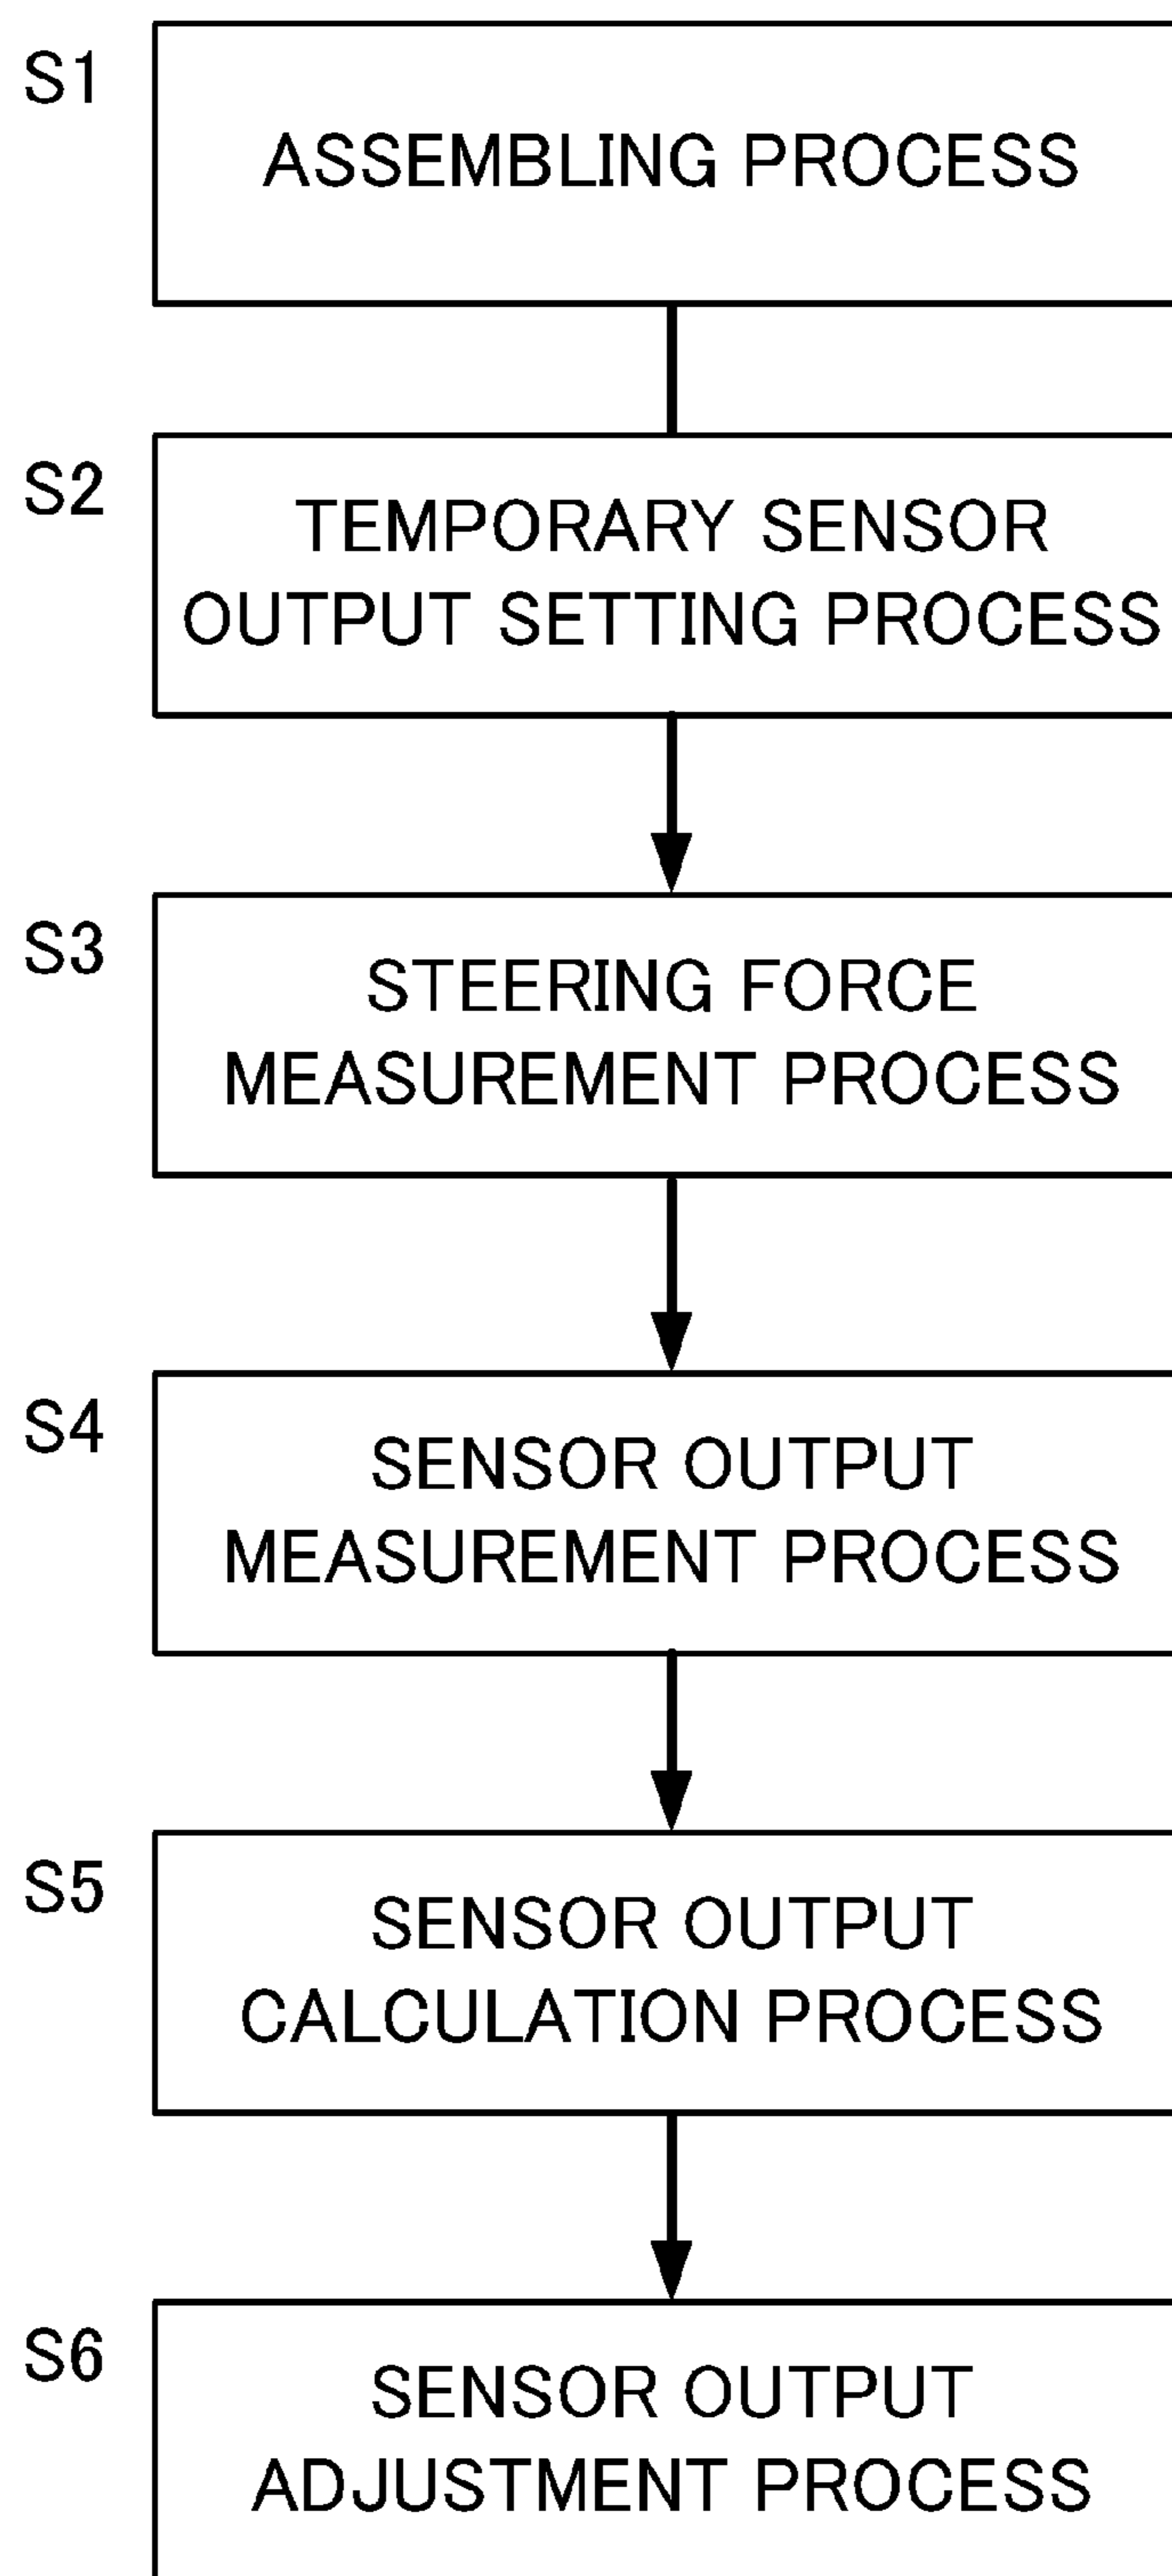 S1
ASSEMBLING PROCESS
S2
TEMPORARY SENSOR
OUTPUT SETTING PROCESS
S3
STEERING FORCE
MEASUREMENT PROCESS
S4
SENSOR OUTPUT
MEASUREMENT PROCESS
S5
SENSOR OUTPUT
CALCULATION PROCESS
S6
SENSOR OUTPUT
ADJUSTMENT PROCESS